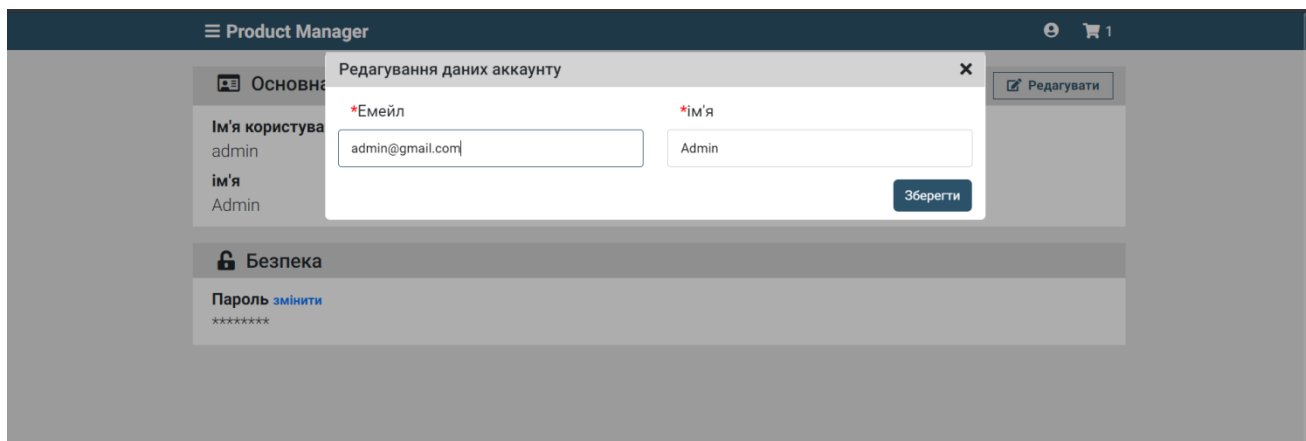 Product Manager
1
Редагування даних аккаунту
Основна
Редагувати
*Емейл
*ім'я
admin@gmail.com
Admin
Зберегти
Ім'я користува
admin
ім'я
Admin
Безпека
Пароль змінити
********